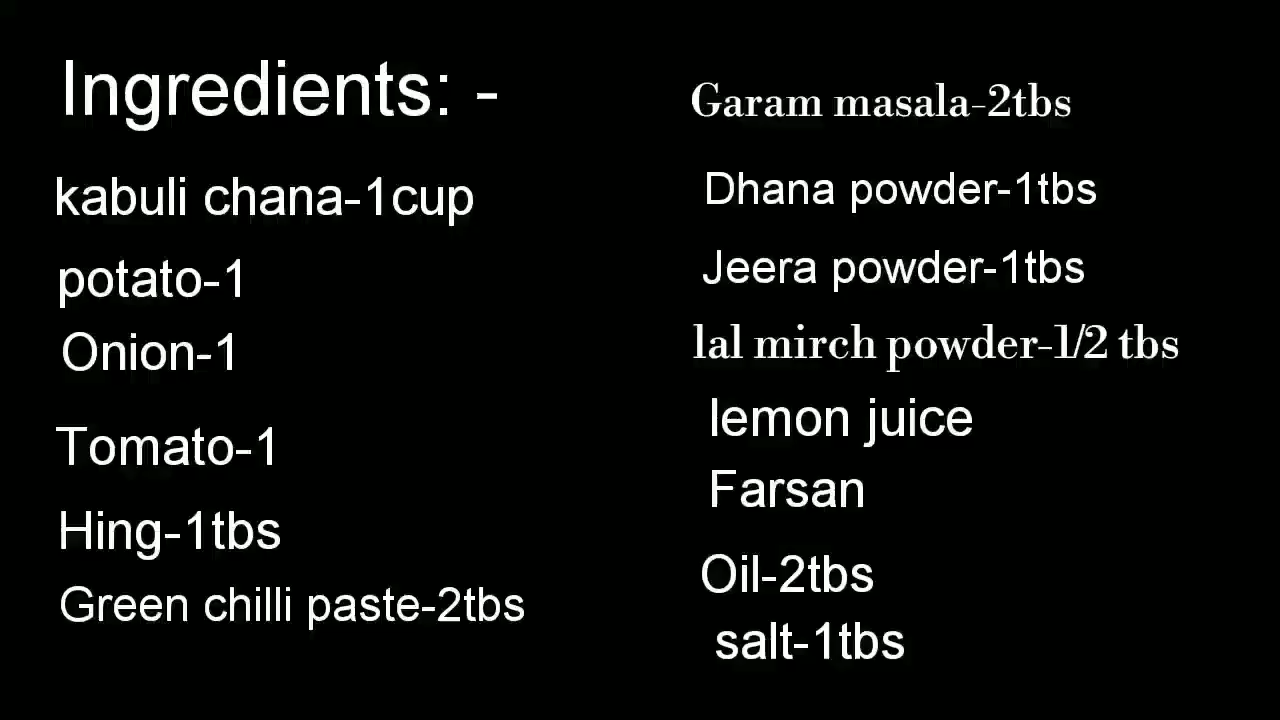 Ingredients: -
kabuli chana-1cup
potato-1
Onion-1
Tomato-1
Hing-1tbs
Green chilli paste-2tbs
Garam masala-2tbs
Dhana powder-1tbs
Jeera powder-1tbs
lal mirch powder-1/2 tbs
lemon juice
Farsan
Oil-2tbs
salt-1tbs